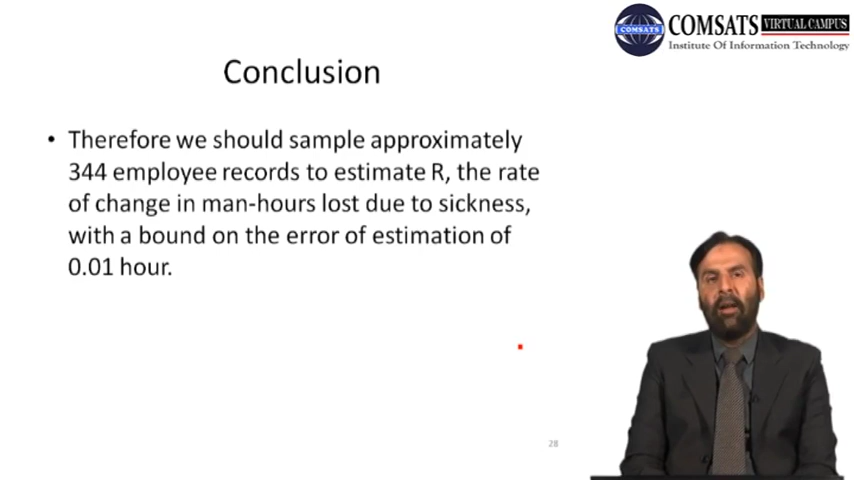 COMSATS
COMSATS VIRTUAL CAMPUS
Institute Of Information Technology
Conclusion
• Therefore we should sample approximately
344 employee records to estimate R, the rate
of change in man-hours lost due to sickness,
with a bound on the error of estimation of
0.01 hour.
28